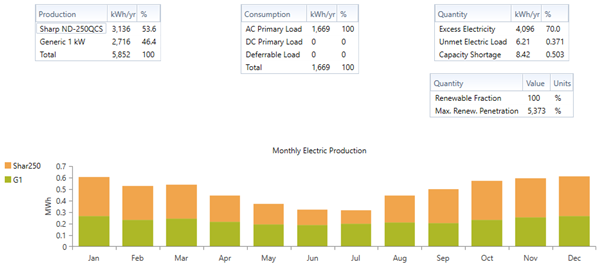 Production kWh/yr %
Sharp ND-250QCS 3,136 53.6
Generic 1 kW 2,716 46.4
Total 5,852 100
Consumption kWh/yr %
AC Primary Load 1,669 100
DC Primary Load 0 0
Deferrable Load 0 0
Total 1,669 100
Quantity kWh/yr %
Excess Electricity 4,096 70.0
Unmet Electric Load 6.21 0.371
Capacity Shortage 8.42 0.503
Quantity Value Units
Renewable Fraction 100 %
Max. Renew. Penetration 5,373 %
Monthly Electric Production
Shar250
G1
MWh
0.7
0.6
0.5
0.4
0.3
0.2
0.1
0
Jan Feb Mar Apr May Jun Jul Aug Sep Oct Nov Dec